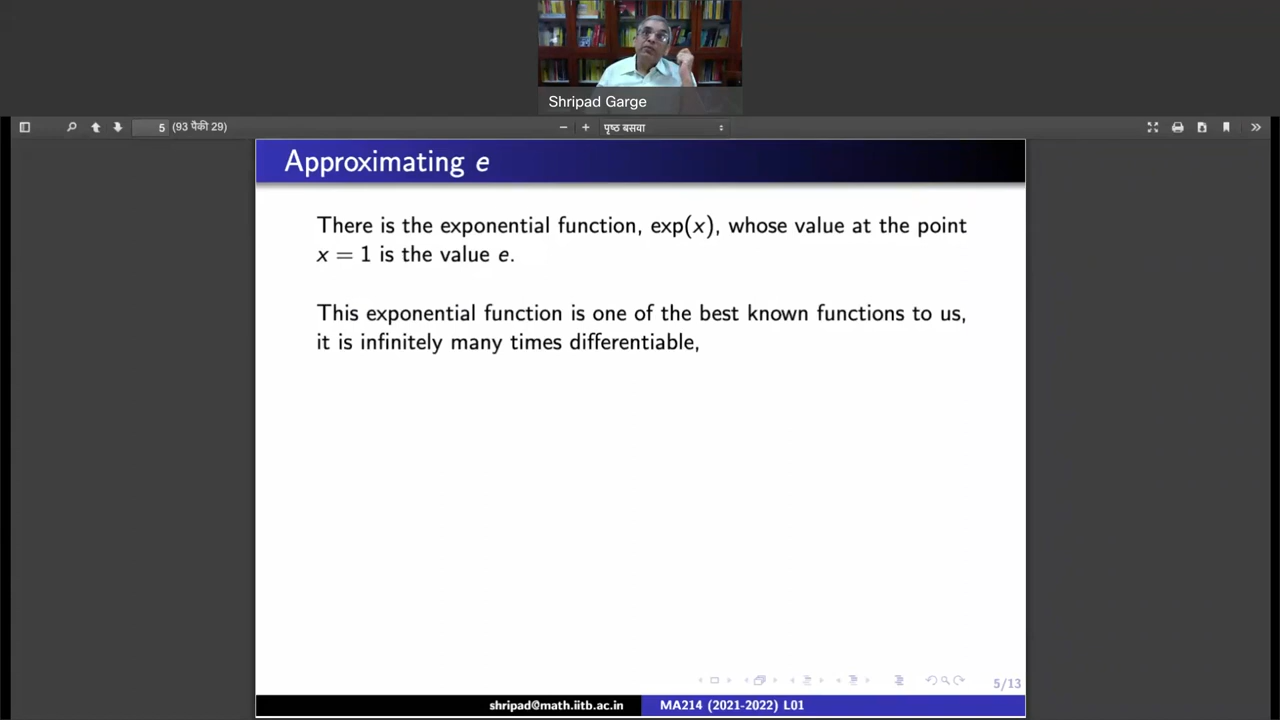 Shripad Garge
5 (93 पैकी 29)
पृष्ठ बसवा
Approximating e
There is the exponential function, exp(x), whose value at the point
x = 1 is the value e.
This exponential function is one of the best known functions to us,
it is infinitely many times differentiable,
5/13
shripad@math.iitb.ac.in MA214 (2021-2022) L01